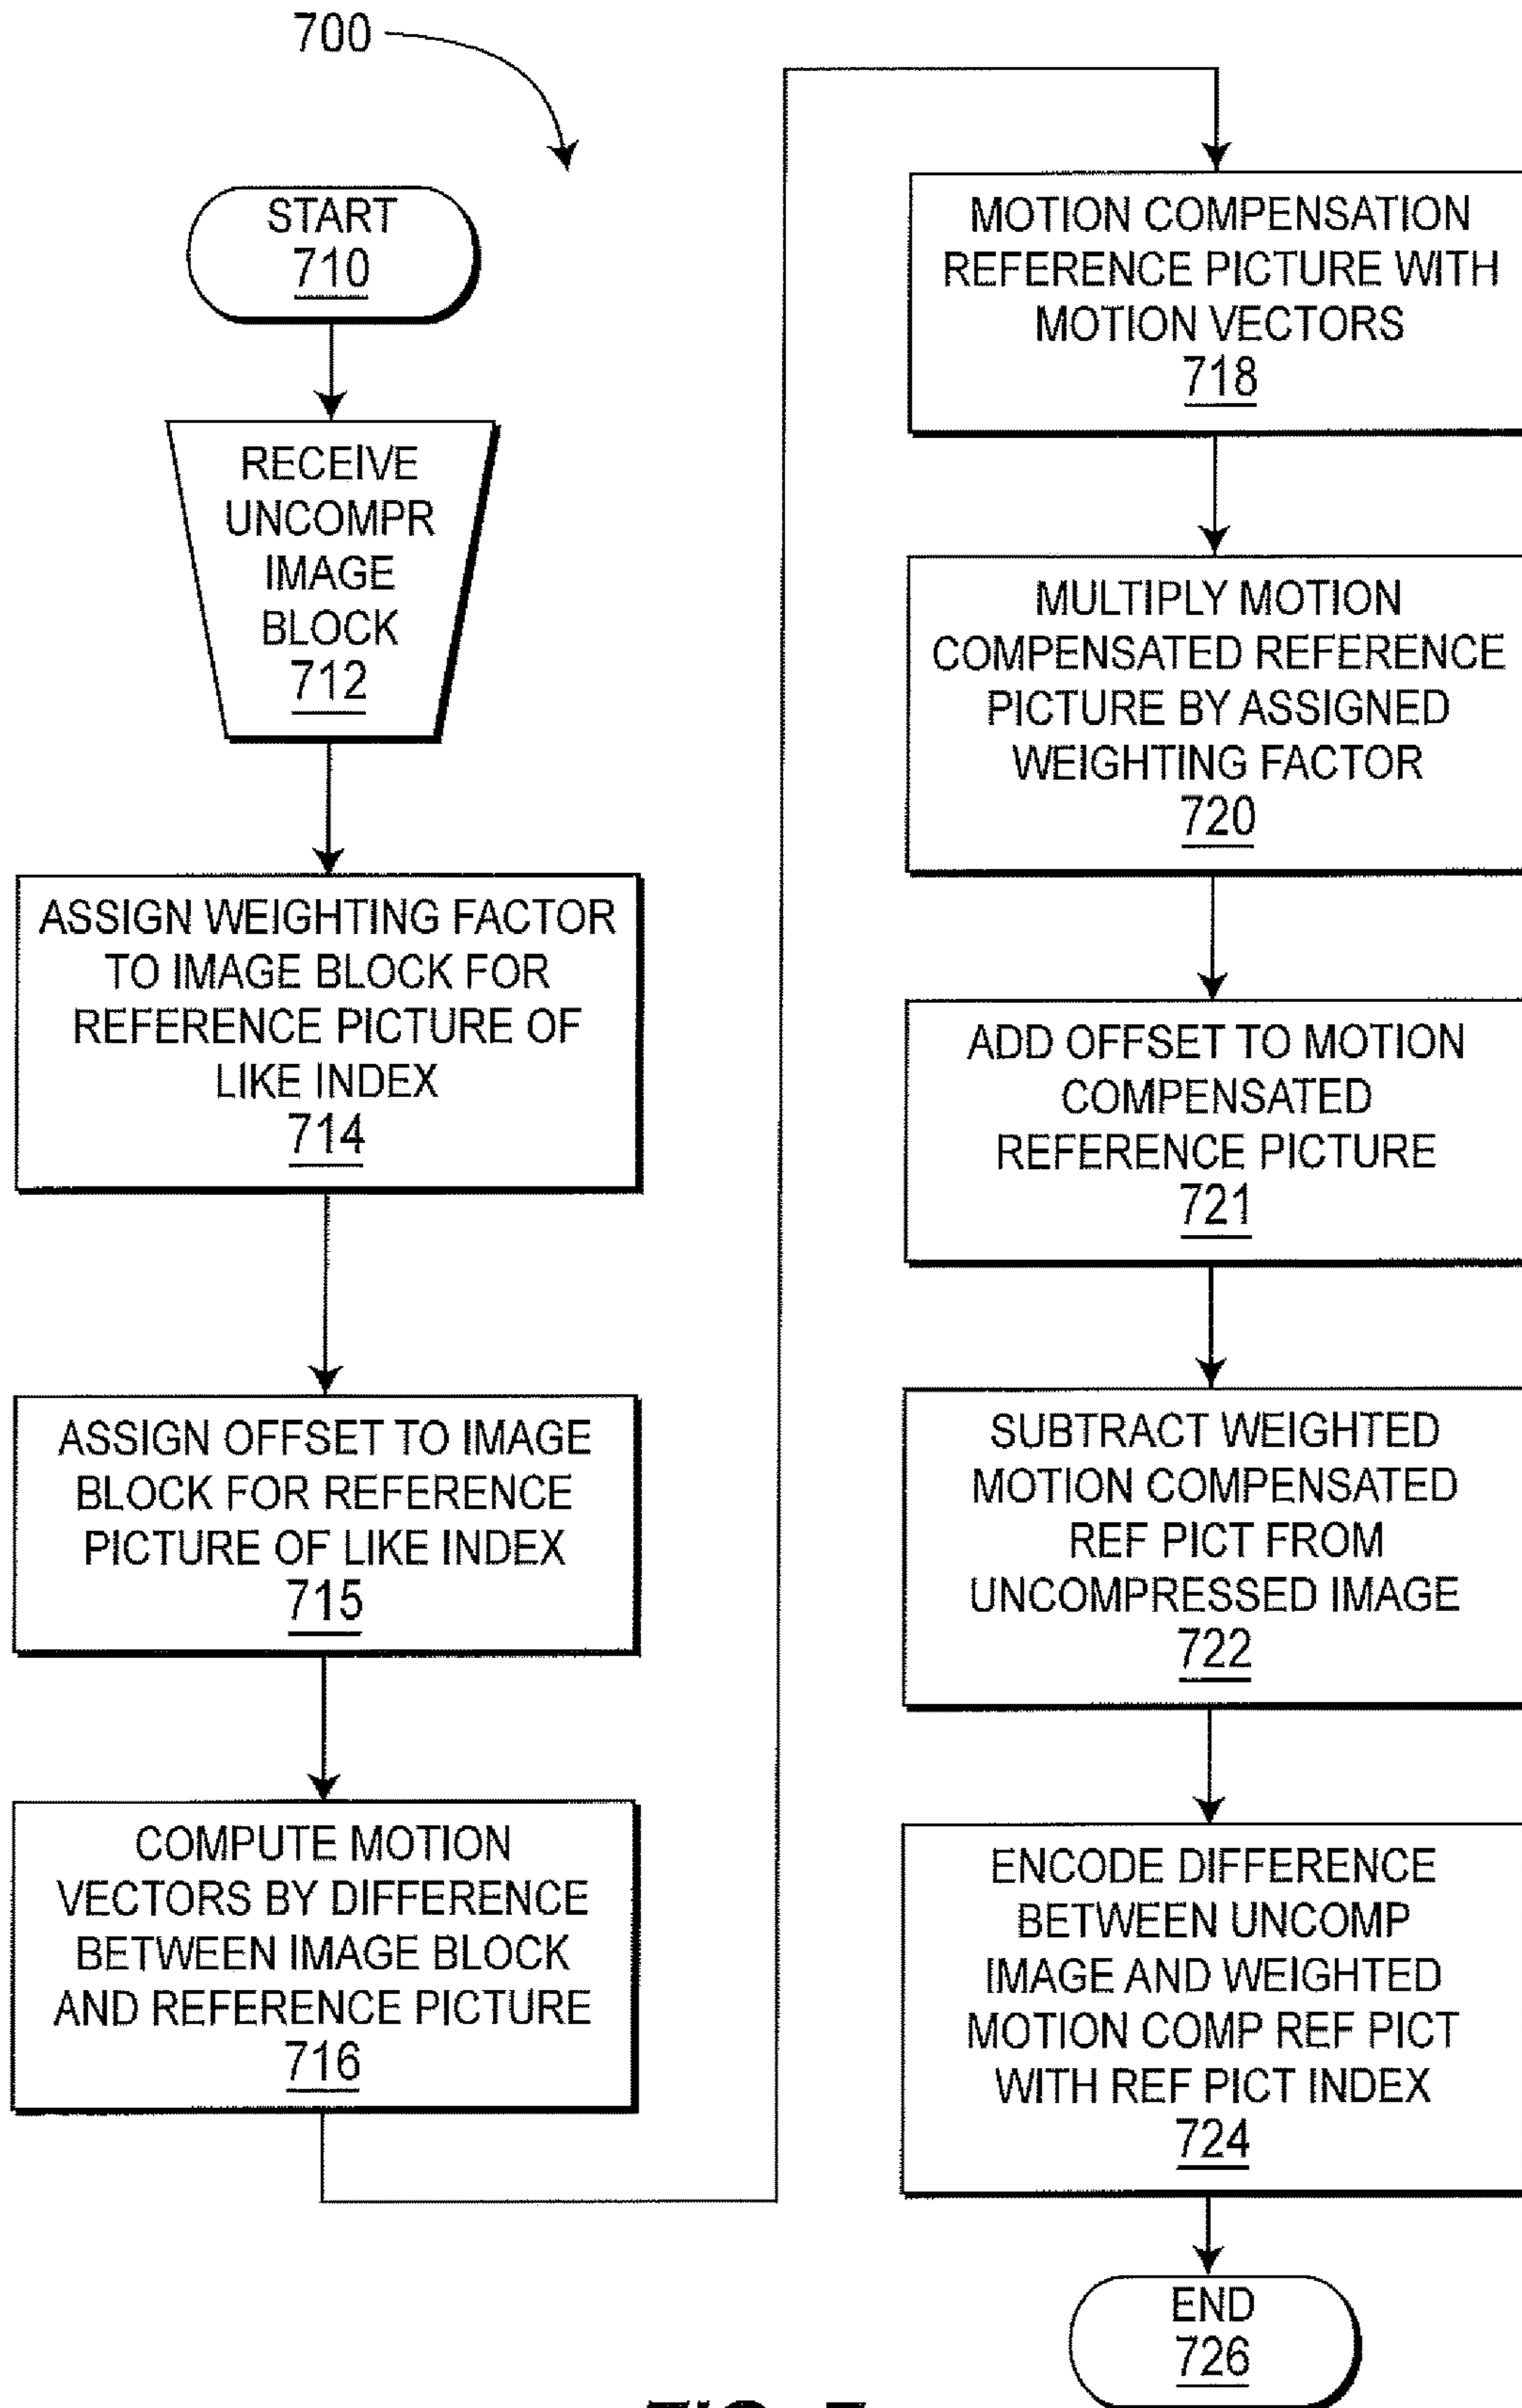 700
START
710
RECEIVE
UNCOMPR
IMAGE
BLOCK
712
ASSIGN WEIGHTING FACTOR
TO IMAGE BLOCK FOR
REFERENCE PICTURE OF
LIKE INDEX
714
ASSIGN OFFSET TO IMAGE
BLOCK FOR REFERENCE
PICTURE OF LIKE INDEX
715
COMPUTE MOTION
VECTORS BY DIFFERENCE
BETWEEN IMAGE BLOCK
AND REFERENCE PICTURE
716
MOTION COMPENSATION
REFERENCE PICTURE WITH
MOTION VECTORS
718
MULTIPLY MOTION
COMPENSATED REFERENCE
PICTURE BY ASSIGNED
WEIGHTING FACTOR
720
ADD OFFSET TO MOTION
COMPENSATED
REFERENCE PICTURE
721
SUBTRACT WEIGHTED
MOTION COMPENSATED
REF PICT FROM
UNCOMPRESSED IMAGE
722
ENCODE DIFFERENCE
BETWEEN UNCOMP
IMAGE AND WEIGHTED
MOTION COMP REF PICT
WITH REF PICT INDEX
724
END
726